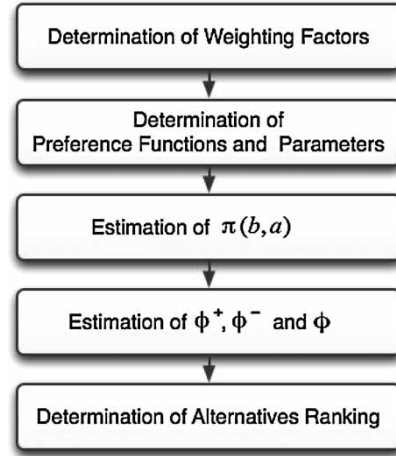 Determination of Weighting Factors
Determination of
Preference Functions and Parameters
Estimation of π(b,a)
Estimation of ϕ⁺, ϕ⁻ and ϕ
Determination of Alternatives Ranking